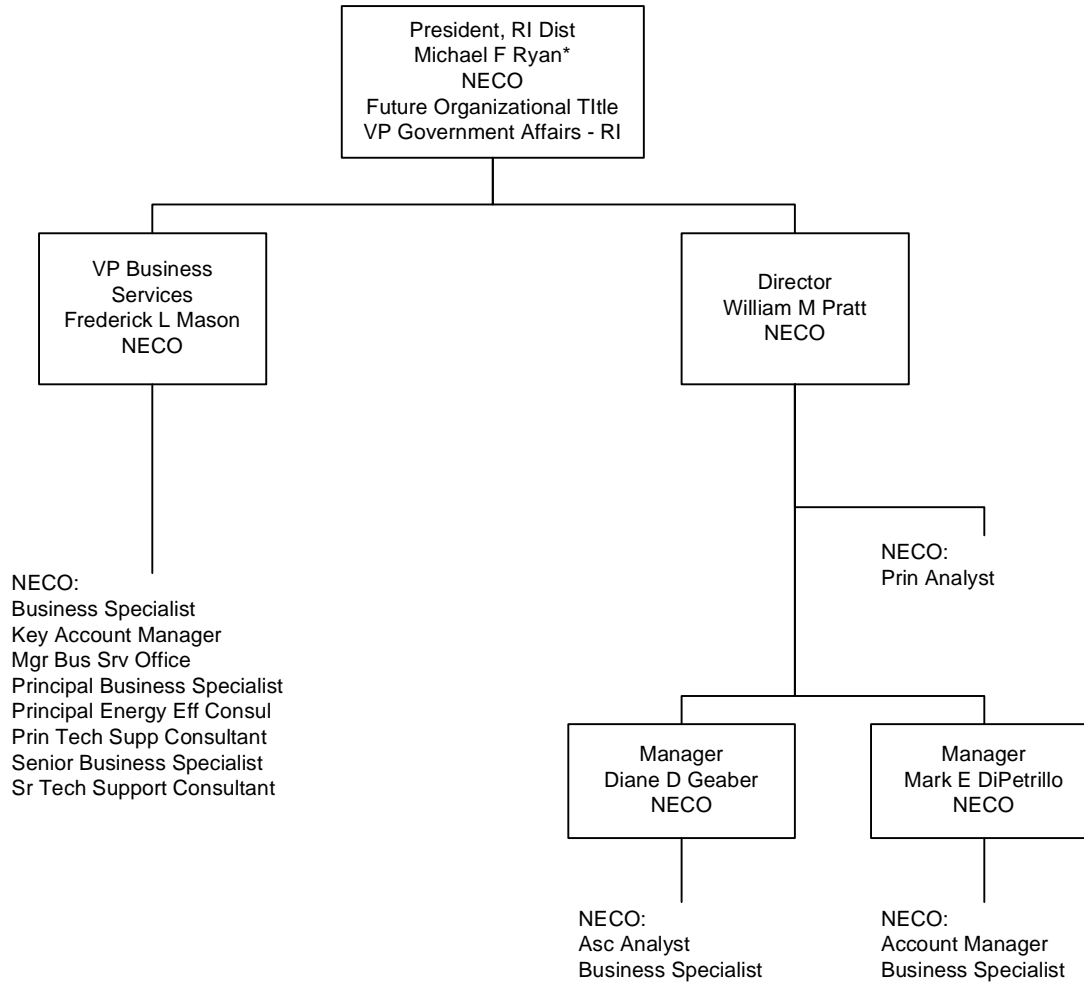 President, RI Dist
Michael F Ryan*
NECO
Future Organizational TItle
VP Government Affairs - RI
VP Business
Services
Frederick L Mason
NECO
Director
William M Pratt
NECO
NECO:
Prin Analyst
NECO:
Business Specialist
Key Account Manager
Mgr Bus Srv Office
Principal Business Specialist
Principal Energy Eff Consul
Prin Tech Supp Consultant
Senior Business Specialist
Sr Tech Support Consultant
Manager
Diane D Geaber
NECO
Manager
Mark E DiPetrillo
NECO
NECO:
Asc Analyst
Business Specialist
NECO:
Account Manager
Business Specialist